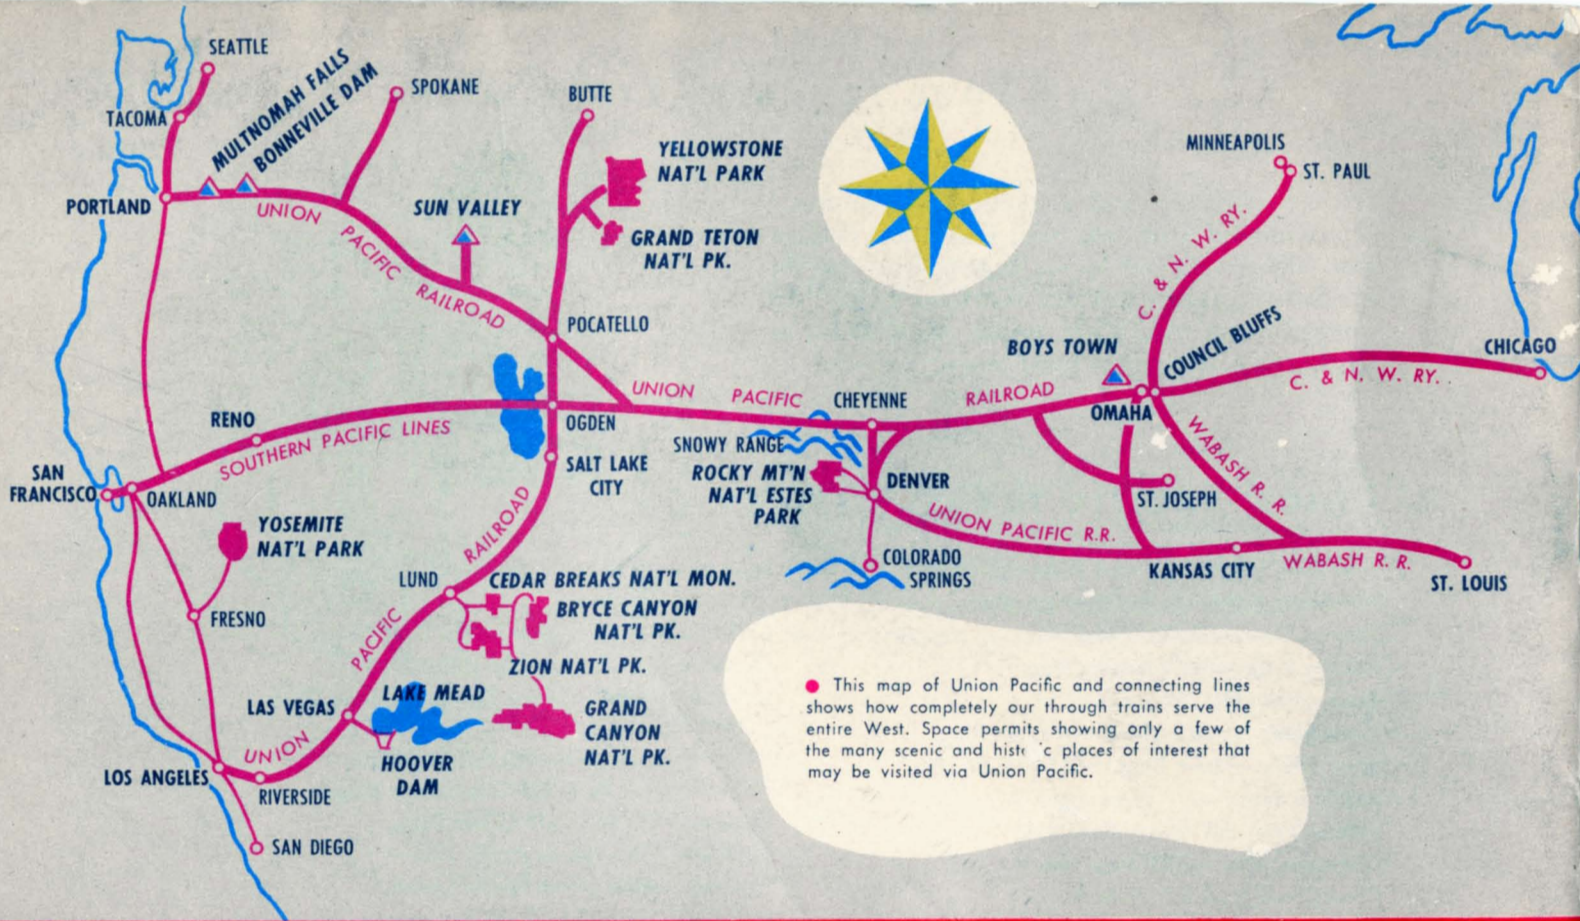 SEATTLE
TACOMA
MULTNOMAH FALLS
BONNEVILLE DAM
SPOKANE
BUTTE
YELLOWSTONE
NAT'L PARK
GRAND TETON
NAT'L PK.
MINNEAPOLIS
ST. PAUL
PORTLAND
UNION PACIFIC RAILROAD
SUN VALLEY
POCATELLO
C. & N. W. RY.
BOYS TOWN
COUNCIL BLUFFS
CHICAGO
C. & N. W. RY.
RENO
SOUTHERN PACIFIC LINES
OGDEN
UNION PACIFIC RAILROAD
CHEYENNE
OMAHA
SNOWY RANGE
SALT LAKE
CITY
ROCKY MT'N
NAT'L ESTES
PARK
DENVER
ST. JOSEPH
WABASH R. R.
SAN
FRANCISCO
OAKLAND
YOSEMITE
NAT'L PARK
UNION PACIFIC R.R.
COLORADO
SPRINGS
KANSAS CITY
WABASH R. R.
ST. LOUIS
LUND
CEDAR BREAKS NAT'L MON.
BRYCE CANYON
NAT'L PK.
ZION NAT'L PK.
FRESNO
UNION PACIFIC RAILROAD
LAS VEGAS
LAKE MEAD
GRAND
CANYON
NAT'L PK.
HOOVER
DAM
LOS ANGELES
RIVERSIDE
SAN DIEGO
This map of Union Pacific and connecting lines
shows how completely our through trains serve the
entire West. Space permits showing only a few of
the many scenic and places of interest that
may be visited via Union Pacific.